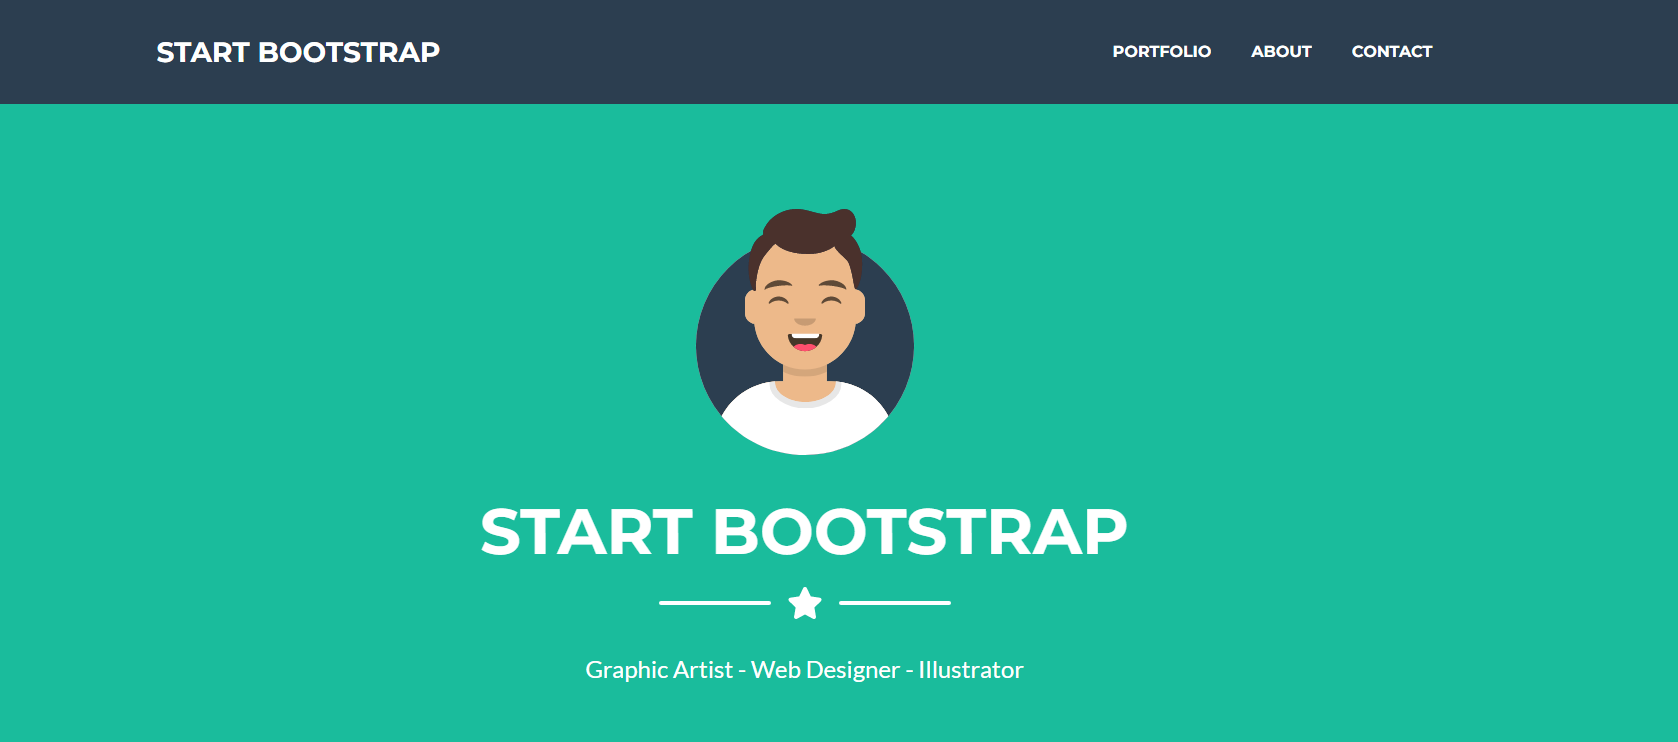 START BOOTSTRAP
PORTFOLIO ABOUT CONTACT
START BOOTSTRAP
Graphic Artist - Web Designer - Illustrator